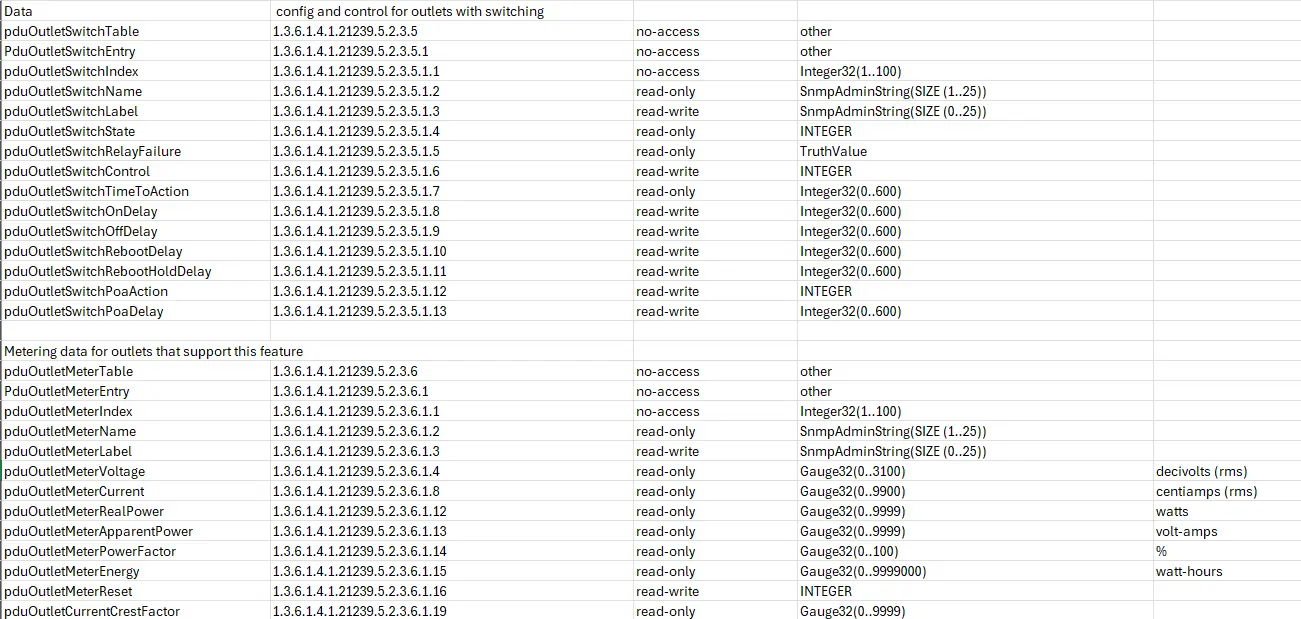 Data config and control for outlets with switching
pduOutletSwitchTable 1.3.6.1.4.1.21239.5.2.3.5 no-access other
PduOutletSwitchEntry 1.3.6.1.4.1.21239.5.2.3.5.1 no-access other
pduOutletSwitchIndex 1.3.6.1.4.1.21239.5.2.3.5.1.1 no-access Integer32(1..100)
pduOutletSwitchName 1.3.6.1.4.1.21239.5.2.3.5.1.2 read-only SnmpAdminString(SIZE (1..25))
pduOutletSwitchLabel 1.3.6.1.4.1.21239.5.2.3.5.1.3 read-write SnmpAdminString(SIZE (0..25))
pduOutletSwitchState 1.3.6.1.4.1.21239.5.2.3.5.1.4 read-only INTEGER
pduOutletSwitchRelayFailure 1.3.6.1.4.1.21239.5.2.3.5.1.5 read-only TruthValue
pduOutletSwitchControl 1.3.6.1.4.1.21239.5.2.3.5.1.6 read-write INTEGER
pduOutletSwitchTimeToAction 1.3.6.1.4.1.21239.5.2.3.5.1.7 read-only Integer32(0..600)
pduOutletSwitchOnDelay 1.3.6.1.4.1.21239.5.2.3.5.1.8 read-write Integer32(0..600)
pduOutletSwitchOffDelay 1.3.6.1.4.1.21239.5.2.3.5.1.9 read-write Integer32(0..600)
pduOutletSwitchRebootDelay 1.3.6.1.4.1.21239.5.2.3.5.1.10 read-write Integer32(0..600)
pduOutletSwitchRebootHoldDelay 1.3.6.1.4.1.21239.5.2.3.5.1.11 read-write Integer32(0..600)
pduOutletSwitchPoaAction 1.3.6.1.4.1.21239.5.2.3.5.1.12 read-write INTEGER
pduOutletSwitchPoaDelay 1.3.6.1.4.1.21239.5.2.3.5.1.13 read-write Integer32(0..600)
Metering data for outlets that support this feature
pduOutletMeterTable 1.3.6.1.4.1.21239.5.2.3.6 no-access other
PduOutletMeterEntry 1.3.6.1.4.1.21239.5.2.3.6.1 no-access other
pduOutletMeterIndex 1.3.6.1.4.1.21239.5.2.3.6.1.1 no-access Integer32(1..100)
pduOutletMeterName 1.3.6.1.4.1.21239.5.2.3.6.1.2 read-only SnmpAdminString(SIZE (1..25))
pduOutletMeterLabel 1.3.6.1.4.1.21239.5.2.3.6.1.3 read-write SnmpAdminString(SIZE (0..25))
pduOutletMeterVoltage 1.3.6.1.4.1.21239.5.2.3.6.1.4 read-only Gauge32(0..3100) decivolts (rms)
pduOutletMeterCurrent 1.3.6.1.4.1.21239.5.2.3.6.1.8 read-only Gauge32(0..9900) centiamps (rms)
pduOutletMeterRealPower 1.3.6.1.4.1.21239.5.2.3.6.1.12 read-only Gauge32(0..9999) watts
pduOutletMeterApparentPower 1.3.6.1.4.1.21239.5.2.3.6.1.13 read-only Gauge32(0..9999) volt-amps
pduOutletMeterPowerFactor 1.3.6.1.4.1.21239.5.2.3.6.1.14 read-only Gauge32(0..100) %
pduOutletMeterEnergy 1.3.6.1.4.1.21239.5.2.3.6.1.15 read-only Gauge32(0..9999000) watt-hours
pduOutletMeterReset 1.3.6.1.4.1.21239.5.2.3.6.1.16 read-write INTEGER
pduOutletCurrentCrestFactor 1.3.6.1.4.1.21239.5.2.3.6.1.19 read-only Gauge32(0..9999)